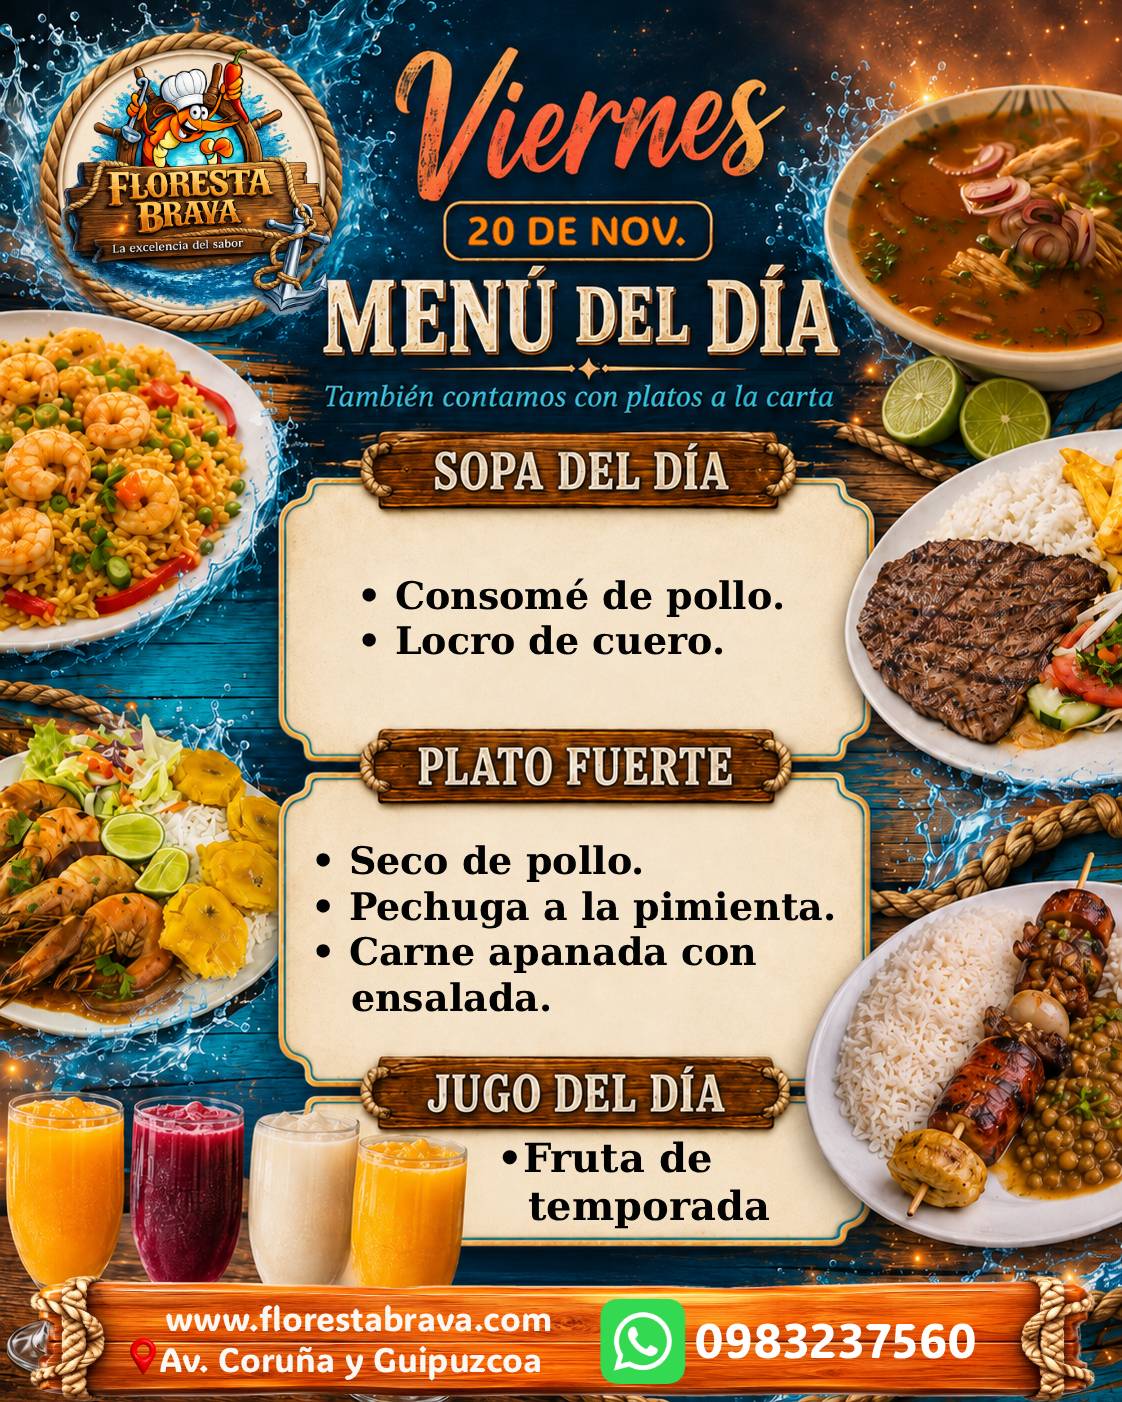 FLORESTA
BRAVA
La excelencia del sabor
Viernes
20 DE NOV.
MENÚ DEL DÍA
También contamos con platos a la carta
SOPA DEL DÍA
• Consomé de pollo.
• Locro de cuero.
PLATO FUERTE
• Seco de pollo.
• Pechuga a la pimienta.
• Carne apanada con
ensalada.
JUGO DEL DÍA
•Fruta de
temporada
www.florestabrava.com
Av. Coruña y Guipuzcoa
0983237560